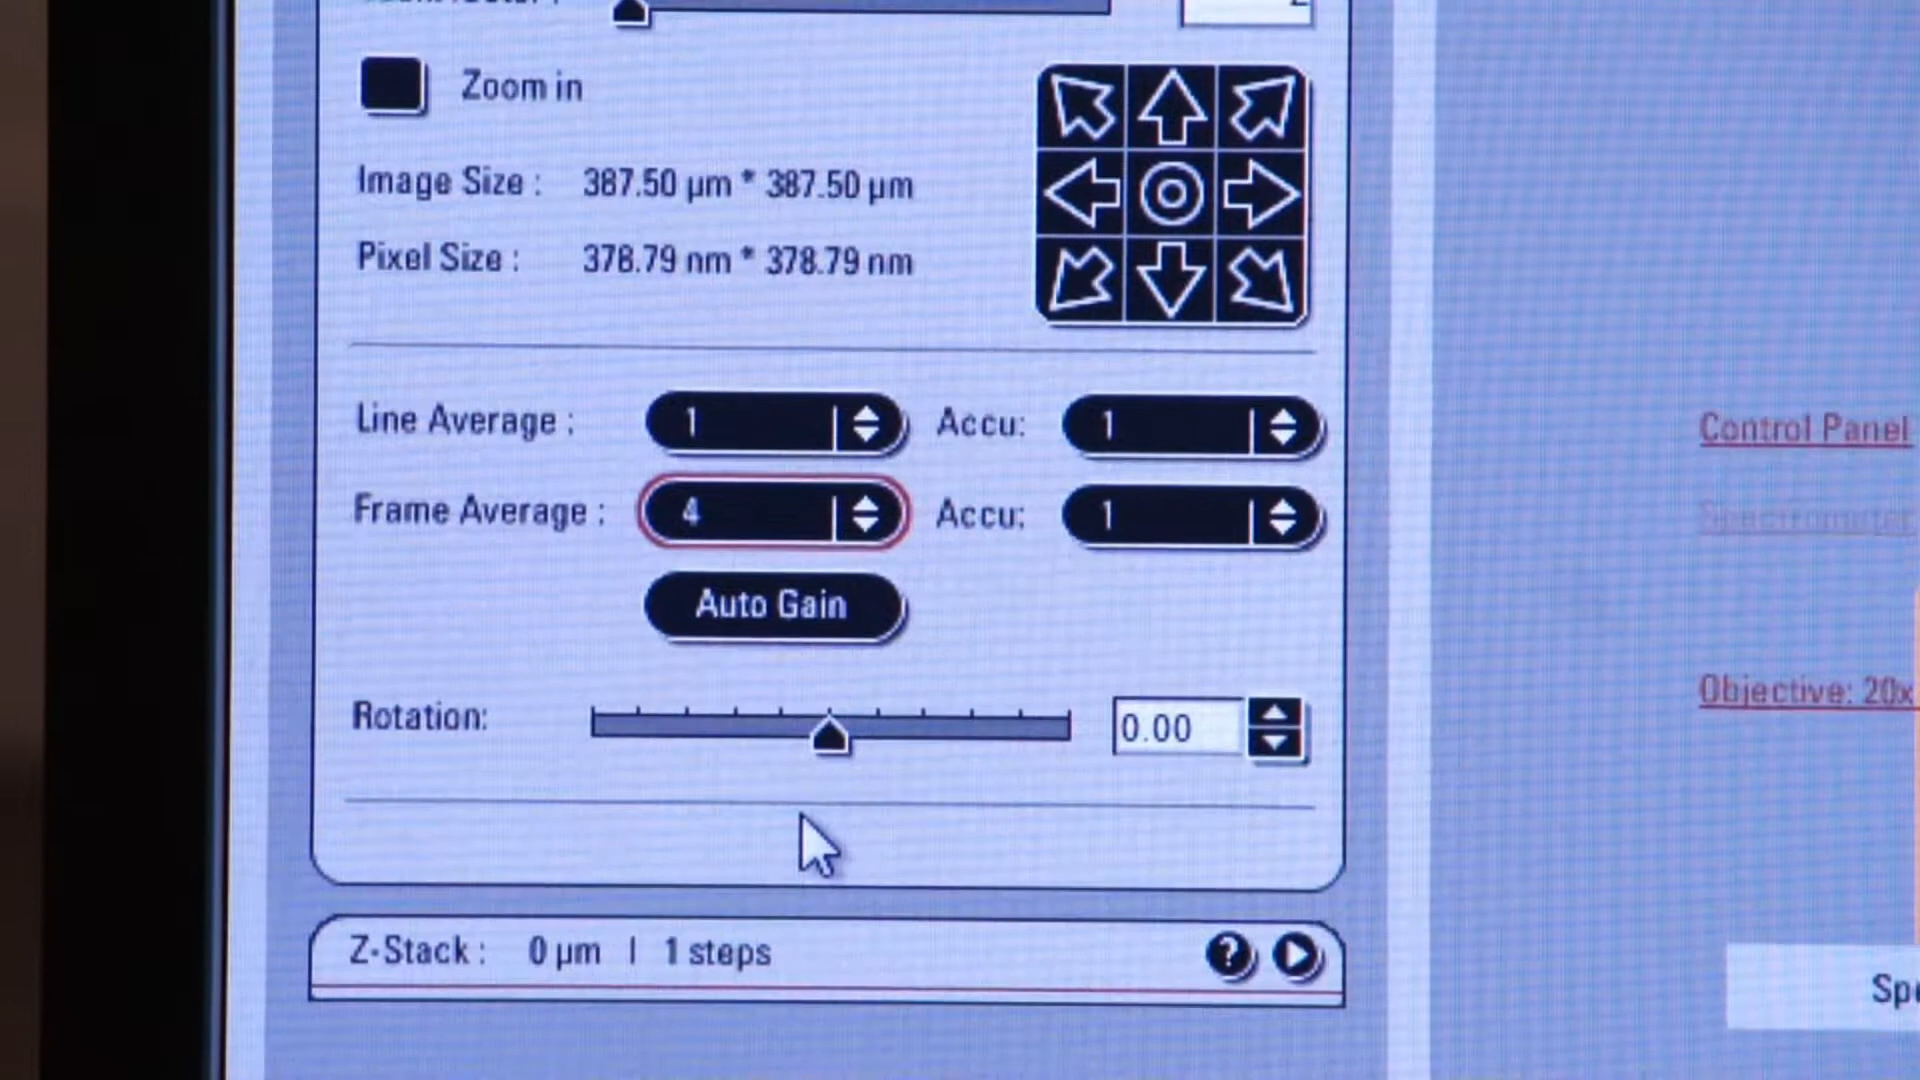 Zoom in
Image Size : 387.50 µm * 387.50 µm
Pixel Size : 378.79 nm * 378.79 nm
Line Average : 1 Accu: 1
Frame Average : 4 Accu: 1
Auto Gain
Rotation: 0.00
Z-Stack : 0 µm | 1 steps ?
Control Panel
Spectrometer
Objective: 20x